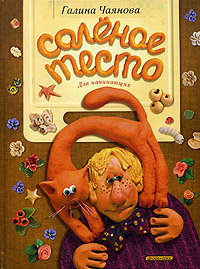 Галина Чаянова
солёное
тесто
Для начинающих